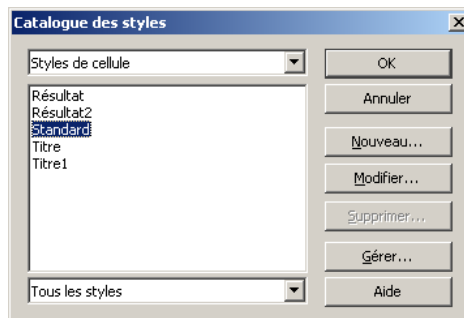 Catalogue des styles
Styles de cellule
OK
Résultat
Résultat2
Standard
Titre
Titre1
Annuler
Nouveau...
Modifier...
Supprimer...
Gérer...
Tous les styles
Aide